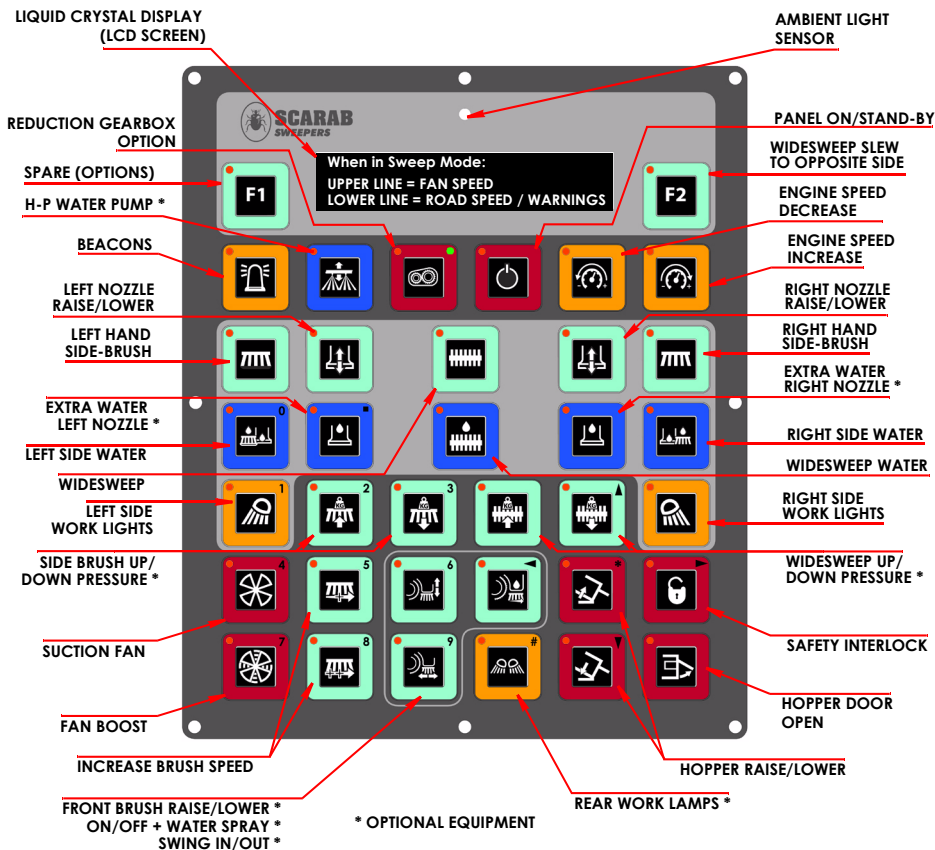 LIQUID CRYSTAL DISPLAY
(LCD SCREEN)
AMBIENT LIGHT
SENSOR
REDUCTION GEARBOX
OPTION
SPARE (OPTIONS)
H-P WATER PUMP *
BEACONS
LEFT NOZZLE
RAISE/LOWER
LEFT HAND
SIDE-BRUSH
EXTRA WATER
LEFT NOZZLE *
LEFT SIDE WATER
WIDESWEEP
LEFT SIDE
WORK LIGHTS
SIDE BRUSH UP/
DOWN PRESSURE *
SUCTION FAN
FAN BOOST
INCREASE BRUSH SPEED
FRONT BRUSH RAISE/LOWER *
ON/OFF + WATER SPRAY *
SWING IN/OUT *
SCARAB
SWEEPERS
When in Sweep Mode:
UPPER LINE = FAN SPEED
LOWER LINE = ROAD SPEED / WARNINGS
F1
F2
0
1
2
3
KG
KG
KG
KG
4
5
6
*
7
8
9
#
PANEL ON/STAND-BY
WIDESWEEP SLEW
TO OPPOSITE SIDE
ENGINE SPEED
DECREASE
ENGINE SPEED
INCREASE
RIGHT NOZZLE
RAISE/LOWER
RIGHT HAND
SIDE-BRUSH
EXTRA WATER
RIGHT NOZZLE *
RIGHT SIDE WATER
WIDESWEEP WATER
RIGHT SIDE
WORK LIGHTS
WIDESWEEP UP/
DOWN PRESSURE *
SAFETY INTERLOCK
HOPPER DOOR
OPEN
HOPPER RAISE/LOWER
REAR WORK LAMPS *
* OPTIONAL EQUIPMENT